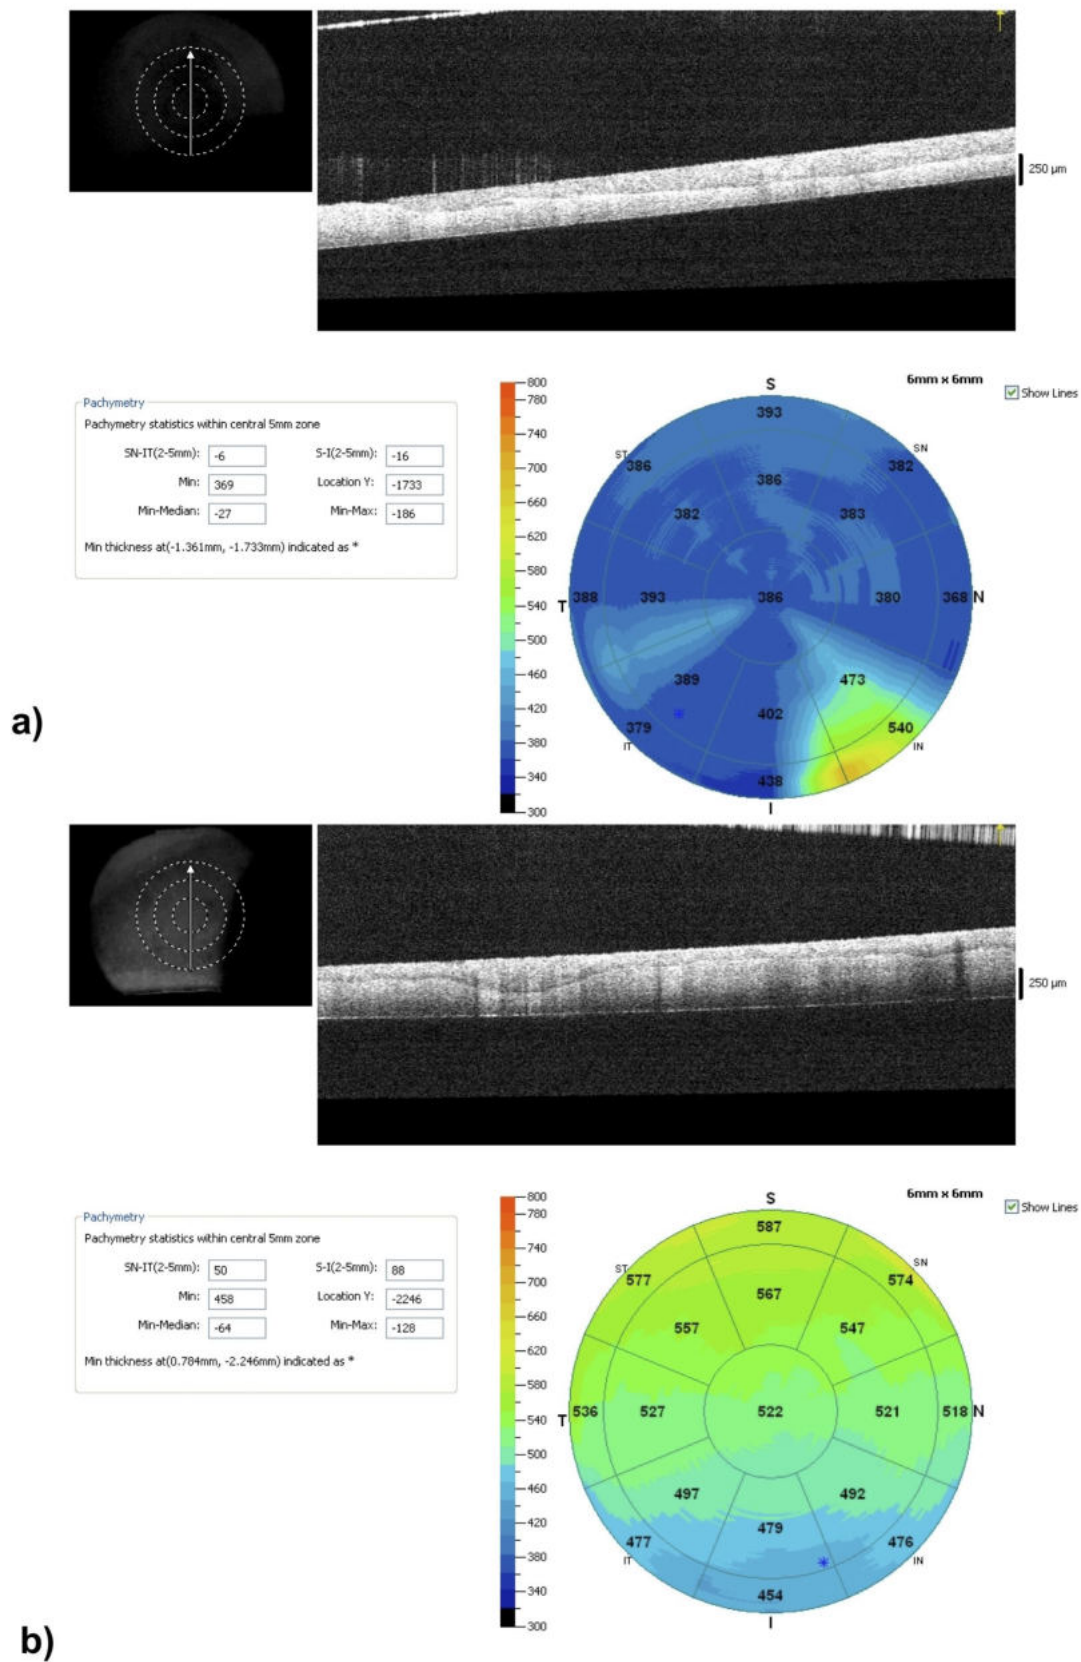 250 µm
6mm x 6mm
Show Lines
Pachymetry
Pachymetry statistics within central 5mm zone
SN-IT(2-5mm): -6 S-I(2-5mm): -16
Min: 369 Location Y: -1733
Min-Median: -27 Min-Max: -186
Min thickness at(-1.361mm, -1.733mm) indicated as *
800
780
740
700
660
620
580
540
500
460
420
380
340
300
S
393
ST 386 SN 382
386
382 383
T 388 393 386 380 368 N
389 473
379 402 540
IT IN
438
I
a)
250 µm
6mm x 6mm
Show Lines
Pachymetry
Pachymetry statistics within central 5mm zone
SN-IT(2-5mm): 50 S-I(2-5mm): 88
Min: 458 Location Y: -2246
Min-Median: -64 Min-Max: -128
Min thickness at(0.784mm, -2.246mm) indicated as *
800
780
740
700
660
620
580
540
500
460
420
380
340
300
S
587
ST 577 SN 574
567
557 547
T 536 527 522 521 518 N
497 492
479
477 476
IT IN
454
I
b)